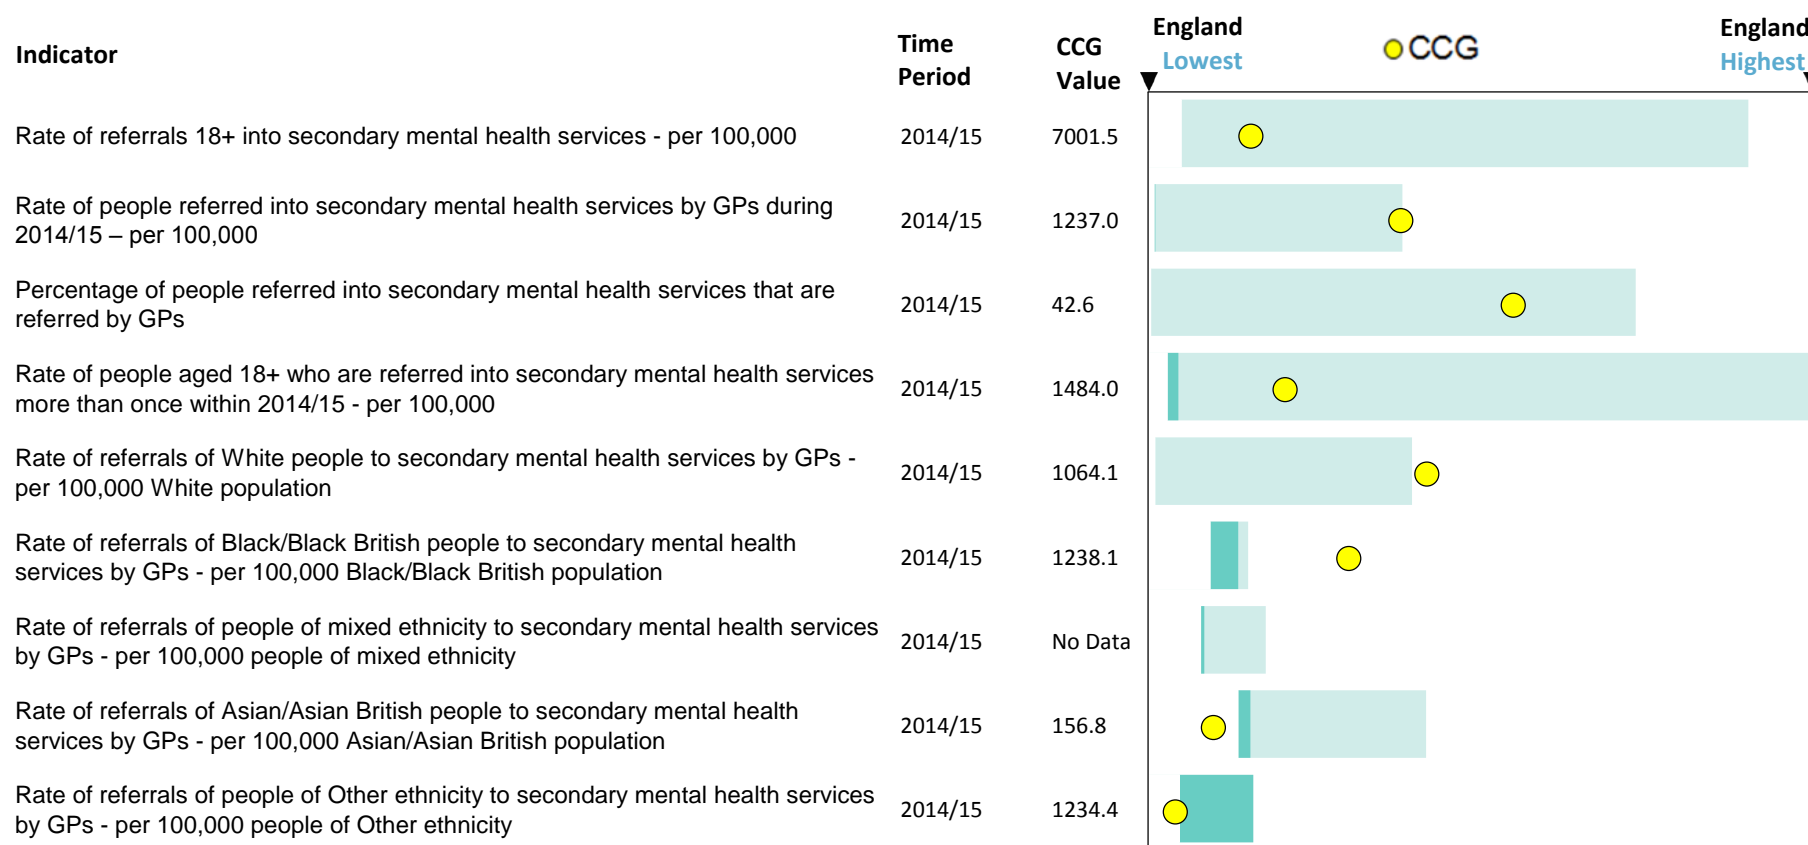 Indicator
Time Period
CCG Value
England Lowest
CCG
England Highest
Rate of referrals 18+ into secondary mental health services - per 100,000
2014/15
7001.5
Rate of people referred into secondary mental health services by GPs during
2014/15 – per 100,000
2014/15
1237.0
Percentage of people referred into secondary mental health services that are
referred by GPs
2014/15
42.6
Rate of people aged 18+ who are referred into secondary mental health services
more than once within 2014/15 - per 100,000
2014/15
1484.0
Rate of referrals of White people to secondary mental health services by GPs -
per 100,000 White population
2014/15
1064.1
Rate of referrals of Black/Black British people to secondary mental health
services by GPs - per 100,000 Black/Black British population
2014/15
1238.1
Rate of referrals of people of mixed ethnicity to secondary mental health services
by GPs - per 100,000 people of mixed ethnicity
2014/15
No Data
Rate of referrals of Asian/Asian British people to secondary mental health
services by GPs - per 100,000 Asian/Asian British population
2014/15
156.8
Rate of referrals of people of Other ethnicity to secondary mental health services
by GPs - per 100,000 people of Other ethnicity
2014/15
1234.4